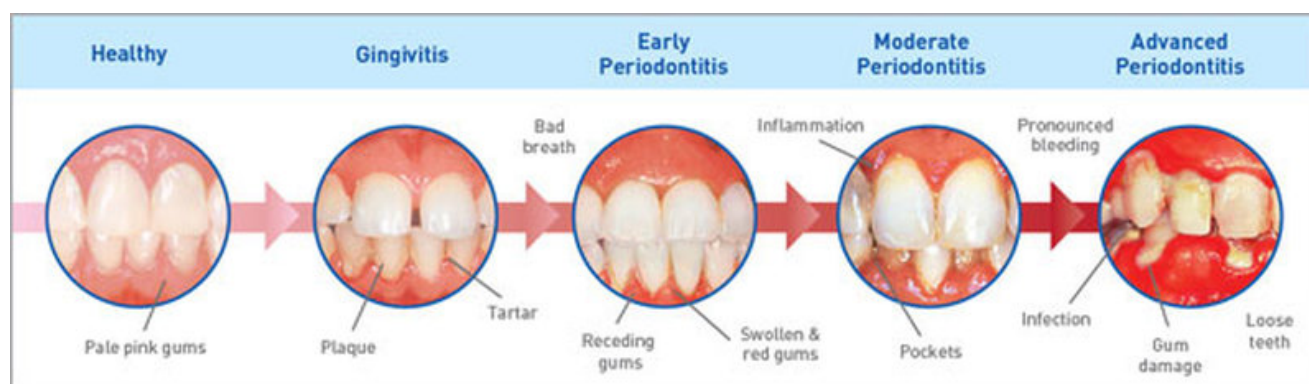 Healthy
Gingivitis
Early
Periodontitis
Moderate
Periodontitis
Advanced
Periodontitis
Bad
breath
Inflammation
Pronounced
bleeding
Pale pink gums
Plaque
Tartar
Receding
gums
Swollen &
red gums
Pockets
Infection
Gum
damage
Loose
teeth